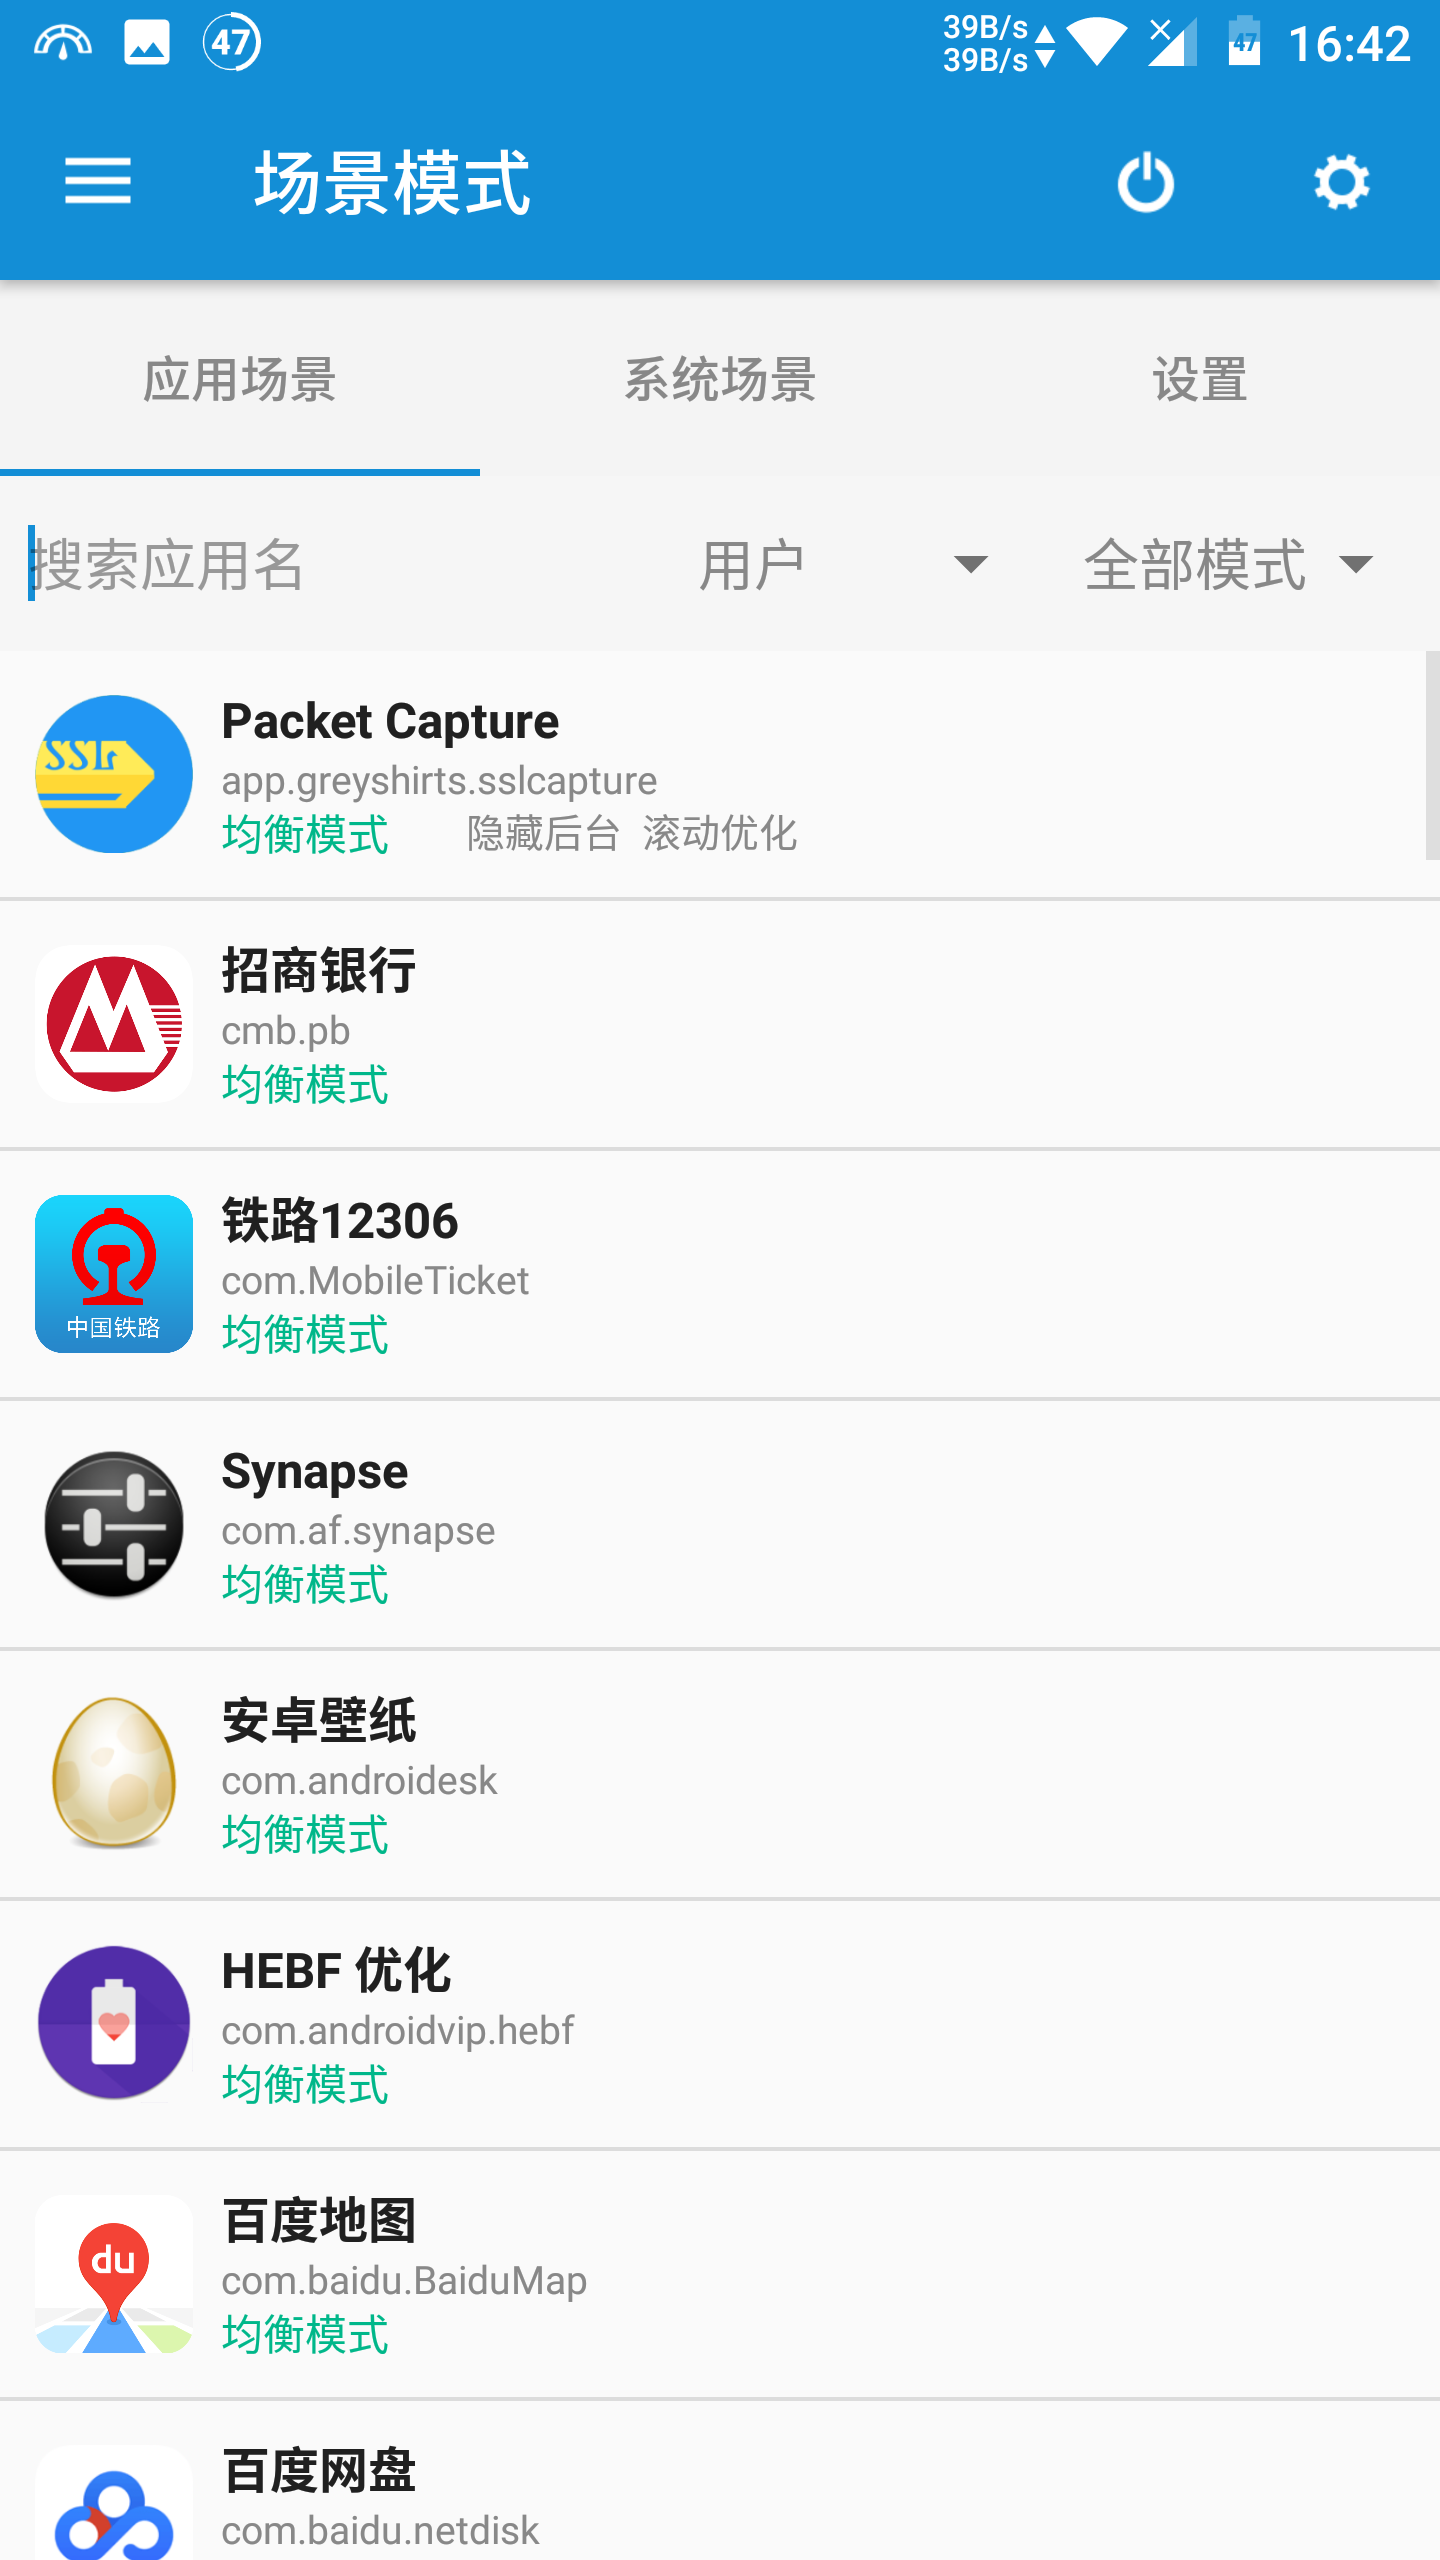 47
39B/s
39B/s
47
16:42
场景模式
应用场景
系统场景
设置
搜索应用名
用户
全部模式
SSL
Packet Capture
app.greyshirts.sslcapture
均衡模式 隐藏后台 滚动优化
招商银行
cmb.pb
均衡模式
中国铁路
铁路12306
com.MobileTicket
均衡模式
Synapse
com.af.synapse
均衡模式
安卓壁纸
com.androidesk
均衡模式
HEBF 优化
com.androidvip.hebf
均衡模式
du
百度地图
com.baidu.BaiduMap
均衡模式
百度网盘
com.baidu.netdisk